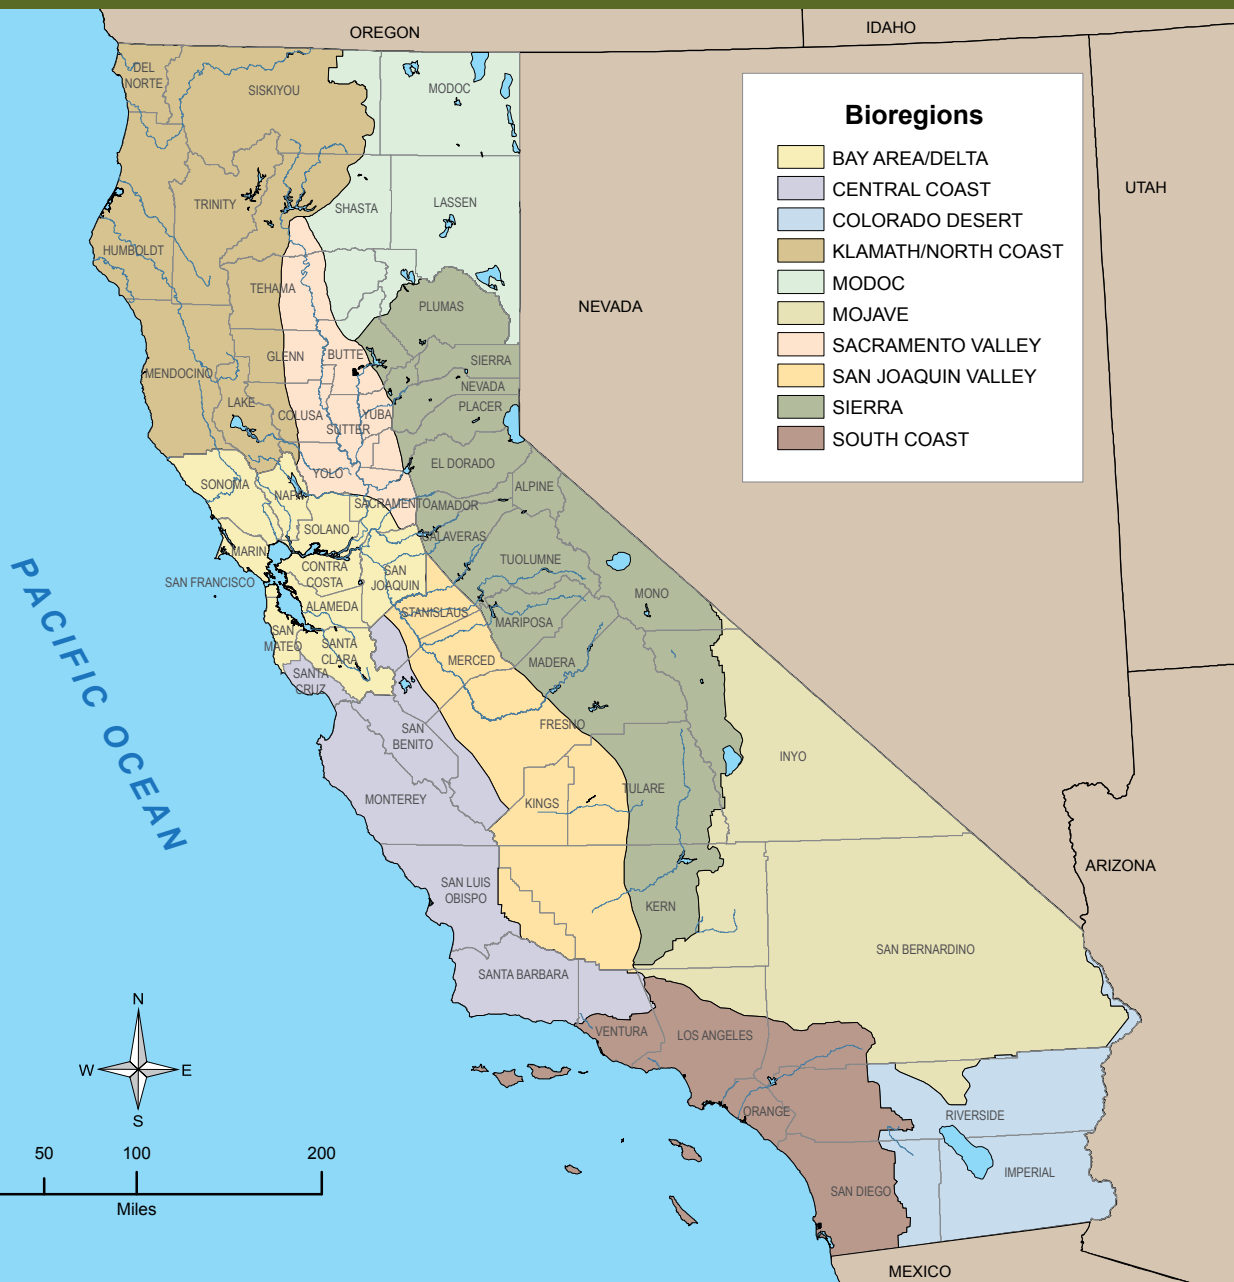 OREGON
IDAHO
DEL
NORTE
SISKIYOU
MODOC
Bioregions
BAY AREA/DELTA
CENTRAL COAST
COLORADO DESERT
KLAMATH/NORTH COAST
MODOC
MOJAVE
SACRAMENTO VALLEY
SAN JOAQUIN VALLEY
SIERRA
SOUTH COAST
UTAH
TRINITY
SHASTA
LASSEN
HUMBOLDT
TEHAMA
PLUMAS
NEVADA
GLENN
BUTTE
SIERRA
MENDOCINO
NEVADA
LAKE
COLUSA
YUBA
PLACER
SUTTER
YOLO
EL DORADO
SONOMA
NAPA
ALPINE
SACRAMENTO
AMADOR
SOLANO
CALAVERAS
MARIN
TUOLUMNE
CONTRA
COSTA
SAN
JOAQUIN
SAN FRANCISCO
MONO
ALAMEDA
STANISLAUS
MARIPOSA
SAN
MATEO
SANTA
CLARA
MERCED
MADERA
SANTA
CRUZ
PACIFIC OCEAN
FRESNO
SAN
BENITO
INYO
TULARE
MONTEREY
KINGS
ARIZONA
SAN LUIS
OBISPO
KERN
SAN BERNARDINO
SANTA BARBARA
N
W
E
S
VENTURA
LOS ANGELES
ORANGE
RIVERSIDE
IMPERIAL
SAN DIEGO
50
100
200
Miles
MEXICO